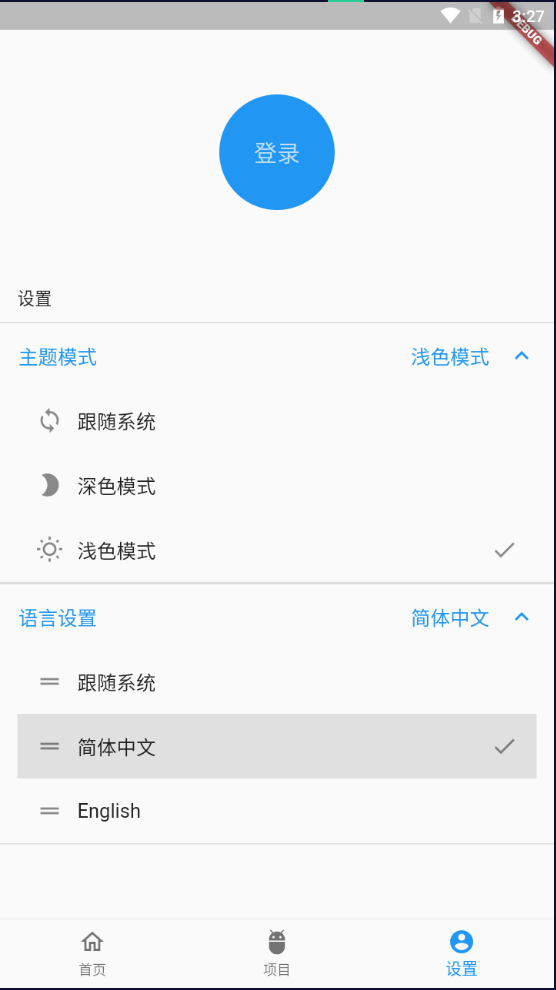 3:27
DEBUG
登录
设置
主题模式 浅色模式
跟随系统
深色模式
浅色模式
语言设置 简体中文
跟随系统
简体中文
English
首页 项目 设置